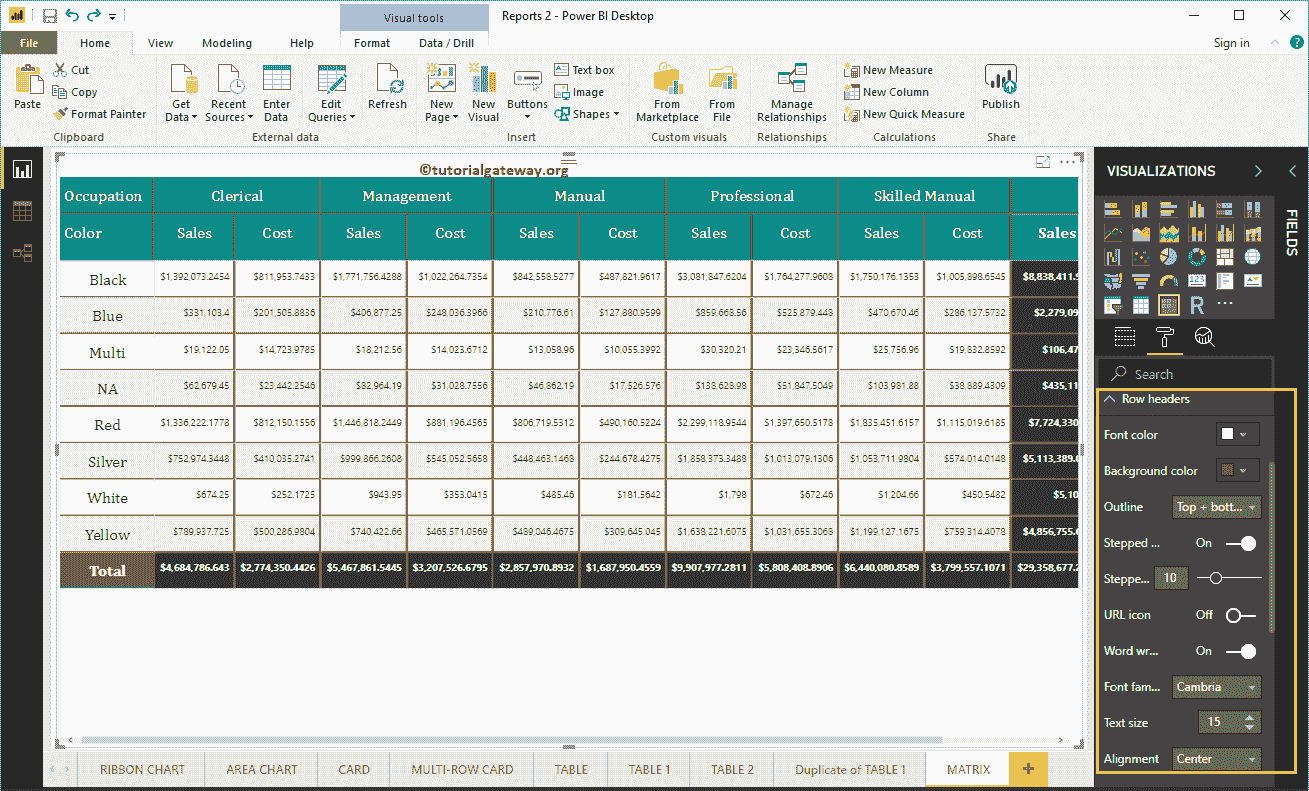 Visual tools
Reports 2 - Power BI Desktop
File Home View Modeling Help Format Data / Drill Sign in
Paste
Cut
Copy
Format Painter
Clipboard
Get Data
Recent Sources
Enter Data
Edit Queries
External data
Refresh
New Page
New Visual
Buttons
Text box
Image
Shapes
Insert
From Marketplace
From File
Custom visuals
Manage Relationships
Relationships
New Measure
New Column
New Quick Measure
Calculations
Publish
Share
©tutorialgateway.org
Occupation Clerical Management Manual Professional Skilled Manual
Color Sales Cost Sales Cost Sales Cost Sales Cost Sales Cost Sales
Black $1,392,073.2454 $811,953.7433 $1,771,756.4288 $1,022,264.7354 $842,558.5277 $487,821.9617 $3,081,847.6204 $1,764,277.9608 $1,750,176.1353 $1,005,898.6545 $8,838,411.9
Blue $331,103.4 $201,505.8836 $406,877.25 $248,036.3966 $210,776.61 $127,880.9599 $859,668.56 $525,879.448 $470,670.46 $286,137.5732 $2,279,09
Multi $19,122.05 $14,723.9785 $18,212.56 $14,023.6712 $13,058.96 $10,055.3992 $30,320.21 $23,346.5617 $25,756.96 $19,832.8592 $106,47
NA $62,679.45 $23,442.2546 $82,964.19 $31,028.7556 $46,862.19 $17,526.576 $138,628.98 $51,847.5049 $103,981.88 $38,889.4309 $435,11
Red $1,336,222.1778 $812,150.1556 $1,446,818.2449 $881,196.4565 $806,719.5312 $490,160.5224 $2,299,118.9544 $1,397,650.5178 $1,835,451.6157 $1,115,019.6185 $7,724,330
Silver $752,974.3448 $410,035.2741 $999,866.2608 $545,052.5658 $448,463.1468 $244,678.4275 $1,858,373.3488 $1,013,079.1306 $1,053,711.9804 $574,014.0148 $5,113,389.
White $674.25 $252.1725 $943.95 $353.0415 $485.46 $181.5642 $1,798 $672.46 $1,204.66 $450.5482 $5,10
Yellow $789,937.725 $500,286.9804 $740,422.66 $465,571.0569 $489,046.4675 $309,645.045 $1,638,221.6075 $1,031,655.3068 $1,199,127.1675 $759,314.4078 $4,856,755.
Total $4,684,786.643 $2,774,350.4426 $5,467,861.5445 $3,207,526.6795 $2,857,970.8932 $1,687,950.4559 $9,907,977.2811 $5,808,408.8906 $6,440,080.8589 $3,799,557.1071 $29,358,677.2
VISUALIZATIONS
FIELDS
123
R
Search
Row headers
Font color
Background color
Outline Top + bott...
Stepped ... On
Steppe... 10
URL icon Off
Word wr... On
Font fam... Cambria
Text size 15
Alignment Center
RIBBON CHART AREA CHART CARD MULTI-ROW CARD TABLE TABLE 1 TABLE 2 Duplicate of TABLE 1 MATRIX +